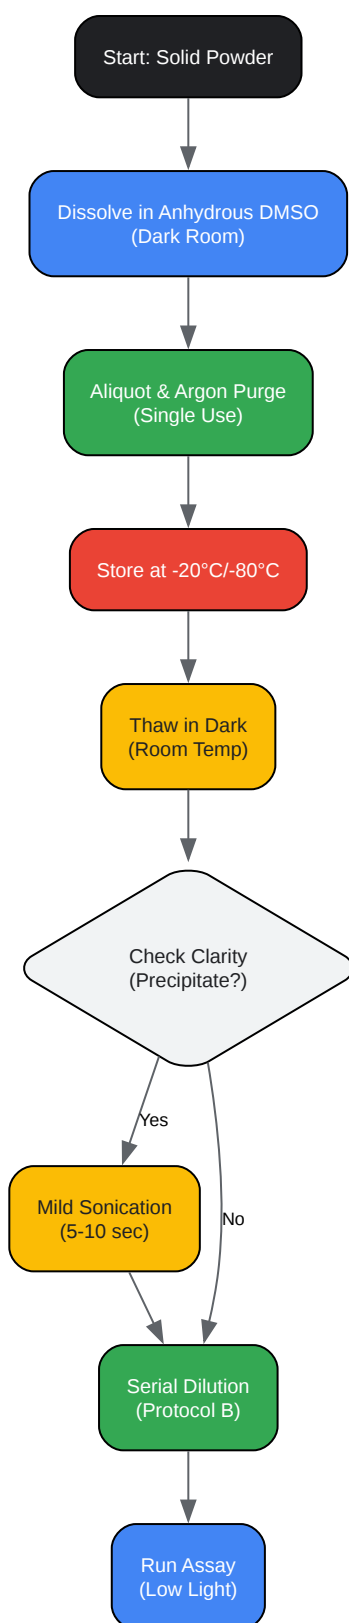 Start: Solid Powder
Dissolve in Anhydrous DMSO
(Dark Room)
Aliquot & Argon Purge
(Single Use)
Store at -20°C/-80°C
Thaw in Dark
(Room Temp)
Check Clarity
(Precipitate?)
Yes
Mild Sonication
(5-10 sec)
No
Serial Dilution
(Protocol B)
Run Assay
(Low Light)